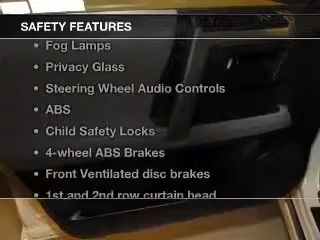 SAFETY FEATURES
• Fog Lamps
• Privacy Glass
• Steering Wheel Audio Controls
• ABS
• Child Safety Locks
• 4-wheel ABS Brakes
• Front Ventilated disc brakes
• 1st and 2nd row curtain head